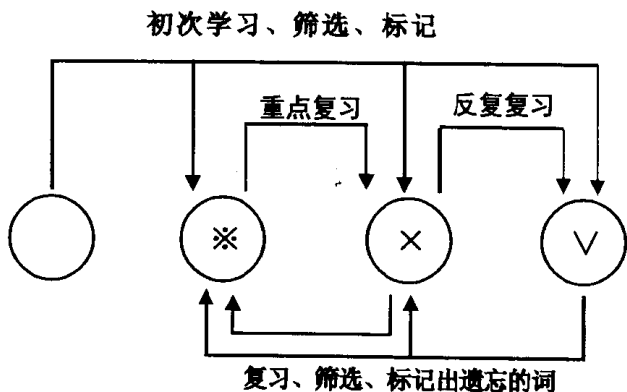 初次学习、筛选、标记
重点复习
反复复习
※
×
∨
复习、筛选、标记出遗忘的词